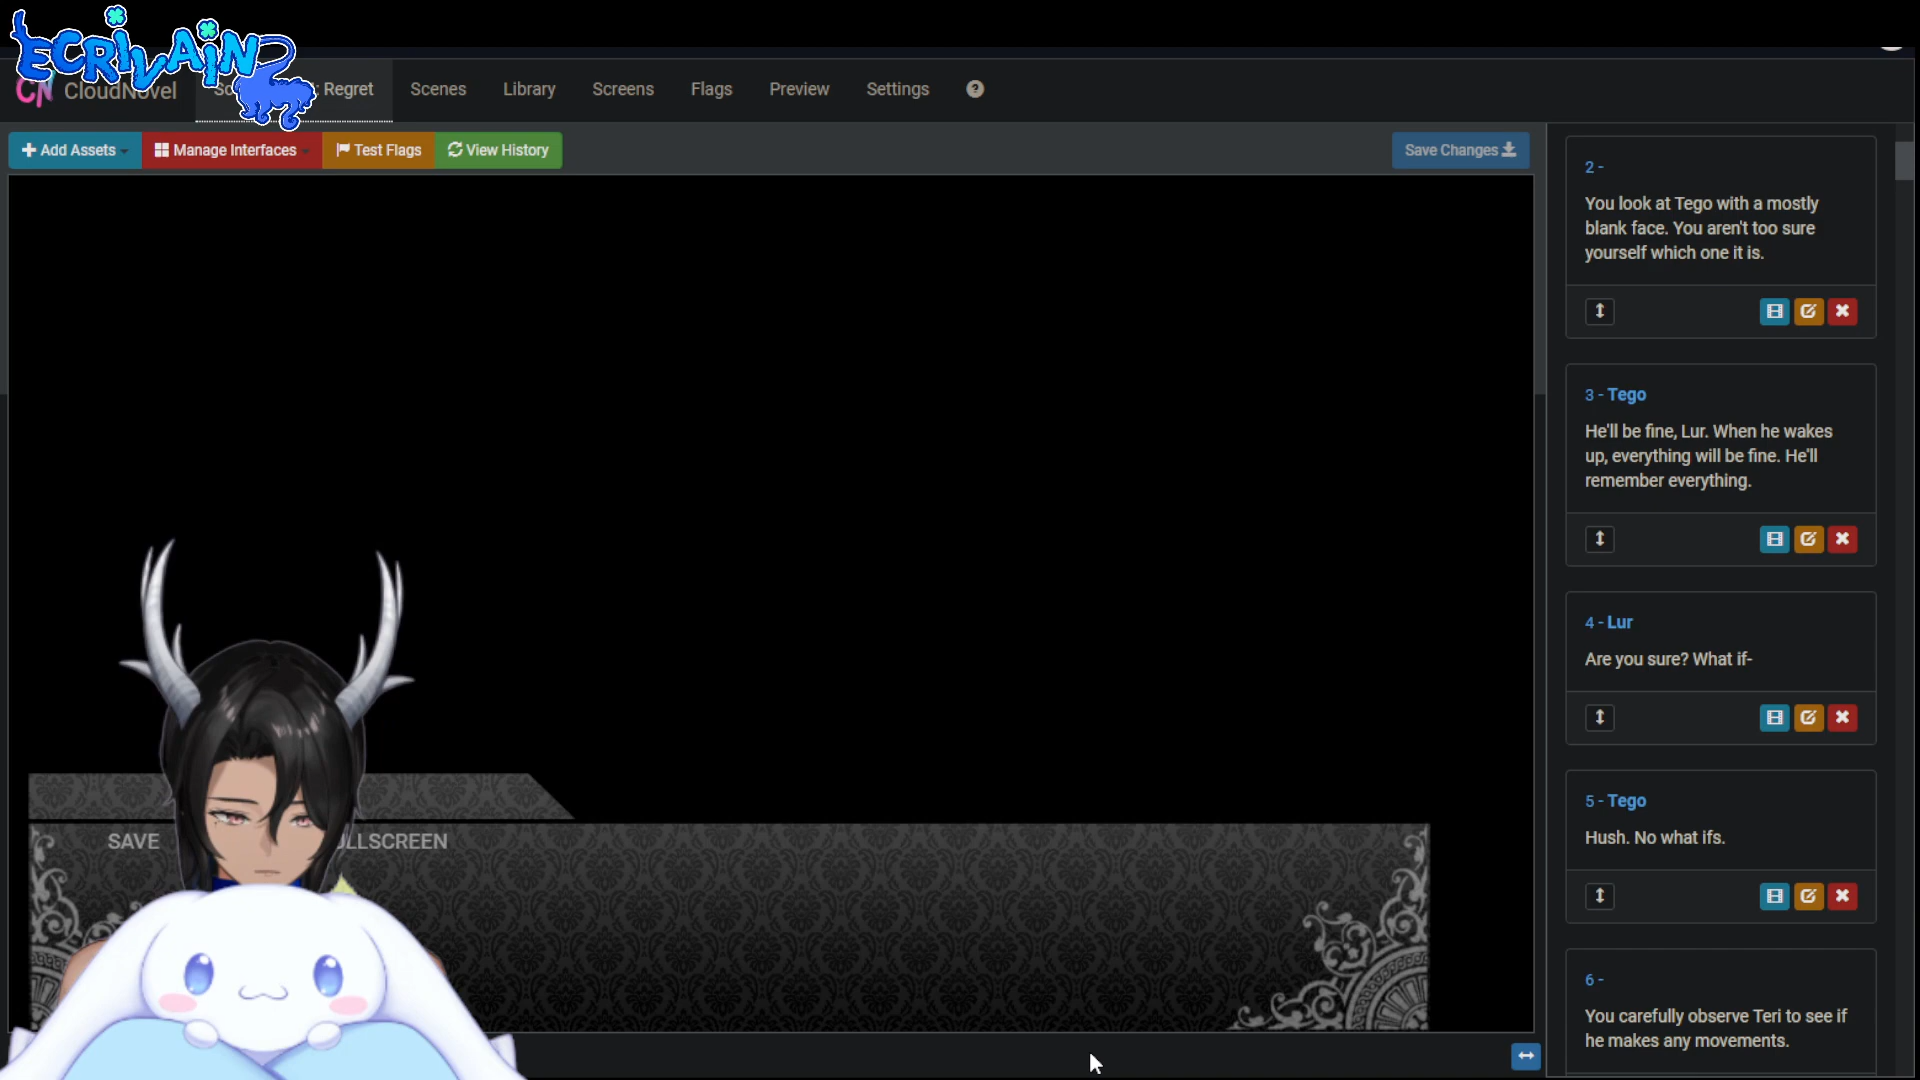 ECRIVAIN
CN CloudNovel
: Regret
Scenes
Library
Screens
Flags
Preview
Settings
?
Add Assets
Manage Interfaces
Test Flags
View History
Save Changes
2 -
You look at Tego with a mostly
blank face. You aren't too sure
yourself which one it is.
3 - Tego
He'll be fine, Lur. When he wakes
up, everything will be fine. He'll
remember everything.
4 - Lur
Are you sure? What if-
5 - Tego
Hush. No what ifs.
6 -
You carefully observe Teri to see if
he makes any movements.
SAVE
LLSCREEN